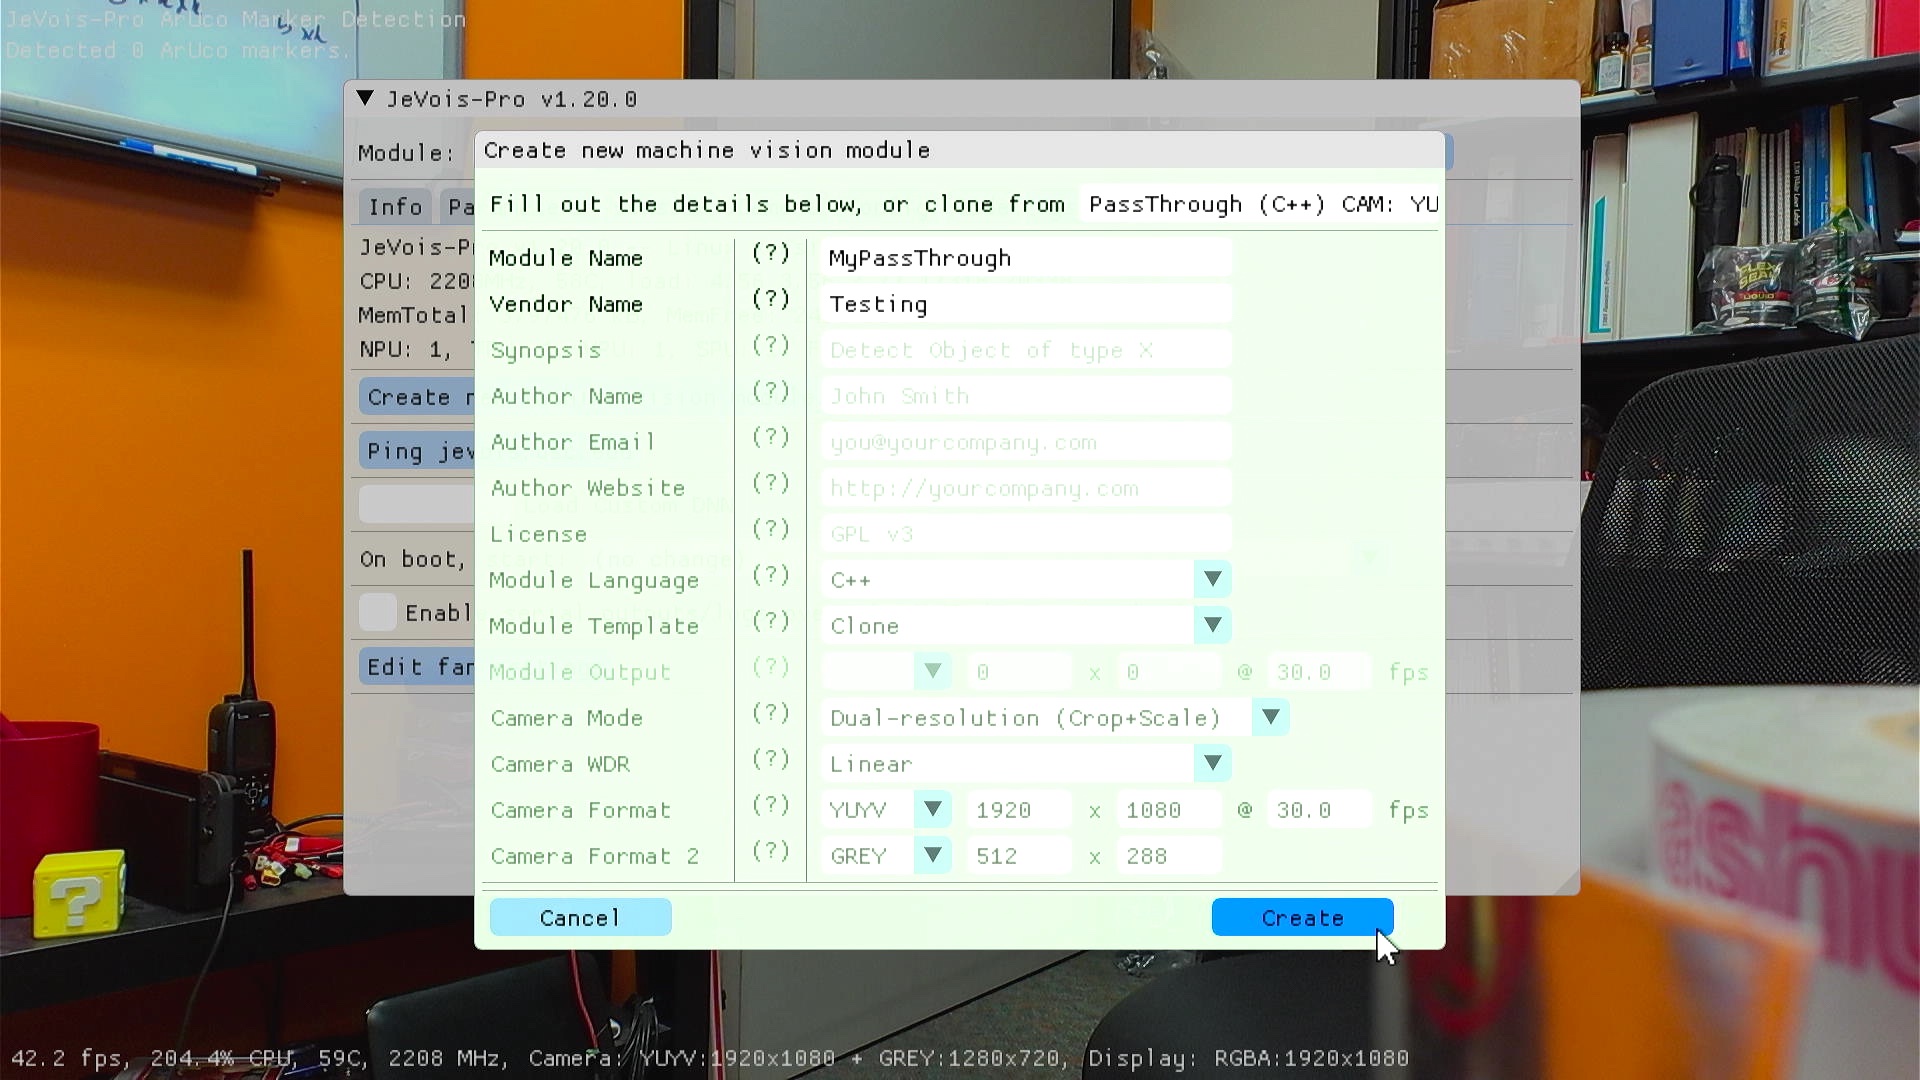 JeVois-Pro ArUco Marker Detection
Detected 0 ArUco markers.
▼ JeVois-Pro v1.20.0
Module:
Create new machine vision module
Fill out the details below, or clone from PassThrough (C++) CAM: YU
Info Pa
JeVois-P
CPU: 220
MemTotal
NPU: 1,
Create n
Ping jev
On boot,
Enabl
Edit fan
Module Name (?) MyPassThrough
Vendor Name (?) Testing
Synopsis (?) Detect Object of type X
Author Name (?) John Smith
Author Email (?) you@yourcompany.com
Author Website (?) http://yourcompany.com
License (?) GPL v3
Module Language (?) C++
Module Template (?) Clone
Module Output (?) 0 x 0 @ 30.0 fps
Camera Mode (?) Dual-resolution (Crop+Scale)
Camera WDR (?) Linear
Camera Format (?) YUYV 1920 x 1080 @ 30.0 fps
Camera Format 2 (?) GREY 512 x 288
Cancel Create
FLEX SEAL
LIQUID
?
ashu
42.2 fps, 204.4% CPU, 59C, 2208 MHz, Camera: YUYV:1920x1080 + GREY:1280x720, Display: RGBA:1920x1080